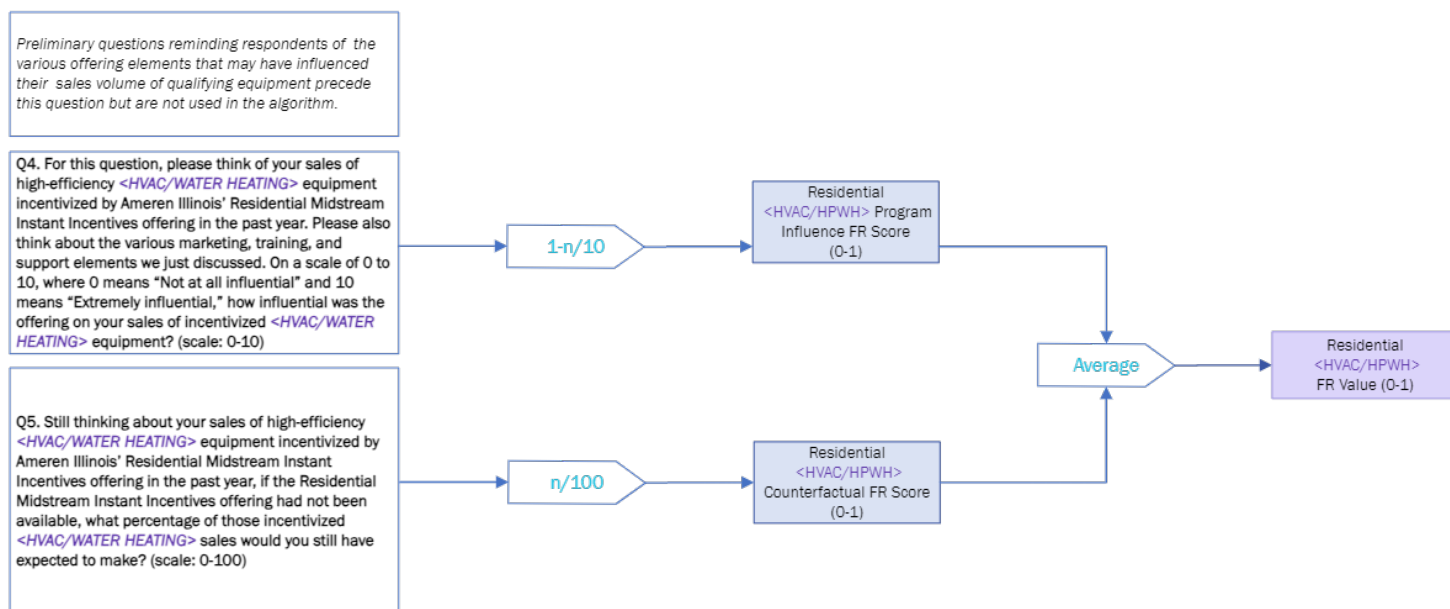 Preliminary questions reminding respondents of the
various offering elements that may have influenced
their sales volume of qualifying equipment precede
this question but are not used in the algorithm.
Q4. For this question, please think of your sales of
high-efficiency <HVAC/WATER HEATING> equipment
incentivized by Ameren Illinois' Residential Midstream
Instant Incentives offering in the past year. Please also
think about the various marketing, training, and
support elements we just discussed. On a scale of 0 to
10, where 0 means “Not at all influential” and 10
means “Extremely influential,” how influential was the
offering on your sales of incentivized <HVAC/WATER
HEATING> equipment? (scale: 0-10)
1-n/10
Residential
<HVAC/HPWH> Program
Influence FR Score
(0-1)
Q5. Still thinking about your sales of high-efficiency
<HVAC/WATER HEATING> equipment incentivized by
Ameren Illinois' Residential Midstream Instant
Incentives offering in the past year, if the Residential
Midstream Instant Incentives offering had not been
available, what percentage of those incentivized
<HVAC/WATER HEATING> sales would you still have
expected to make? (scale: 0-100)
n/100
Residential
<HVAC/HPWH>
Counterfactual FR Score
(0-1)
Average
Residential
<HVAC/HPWH>
FR Value (0-1)